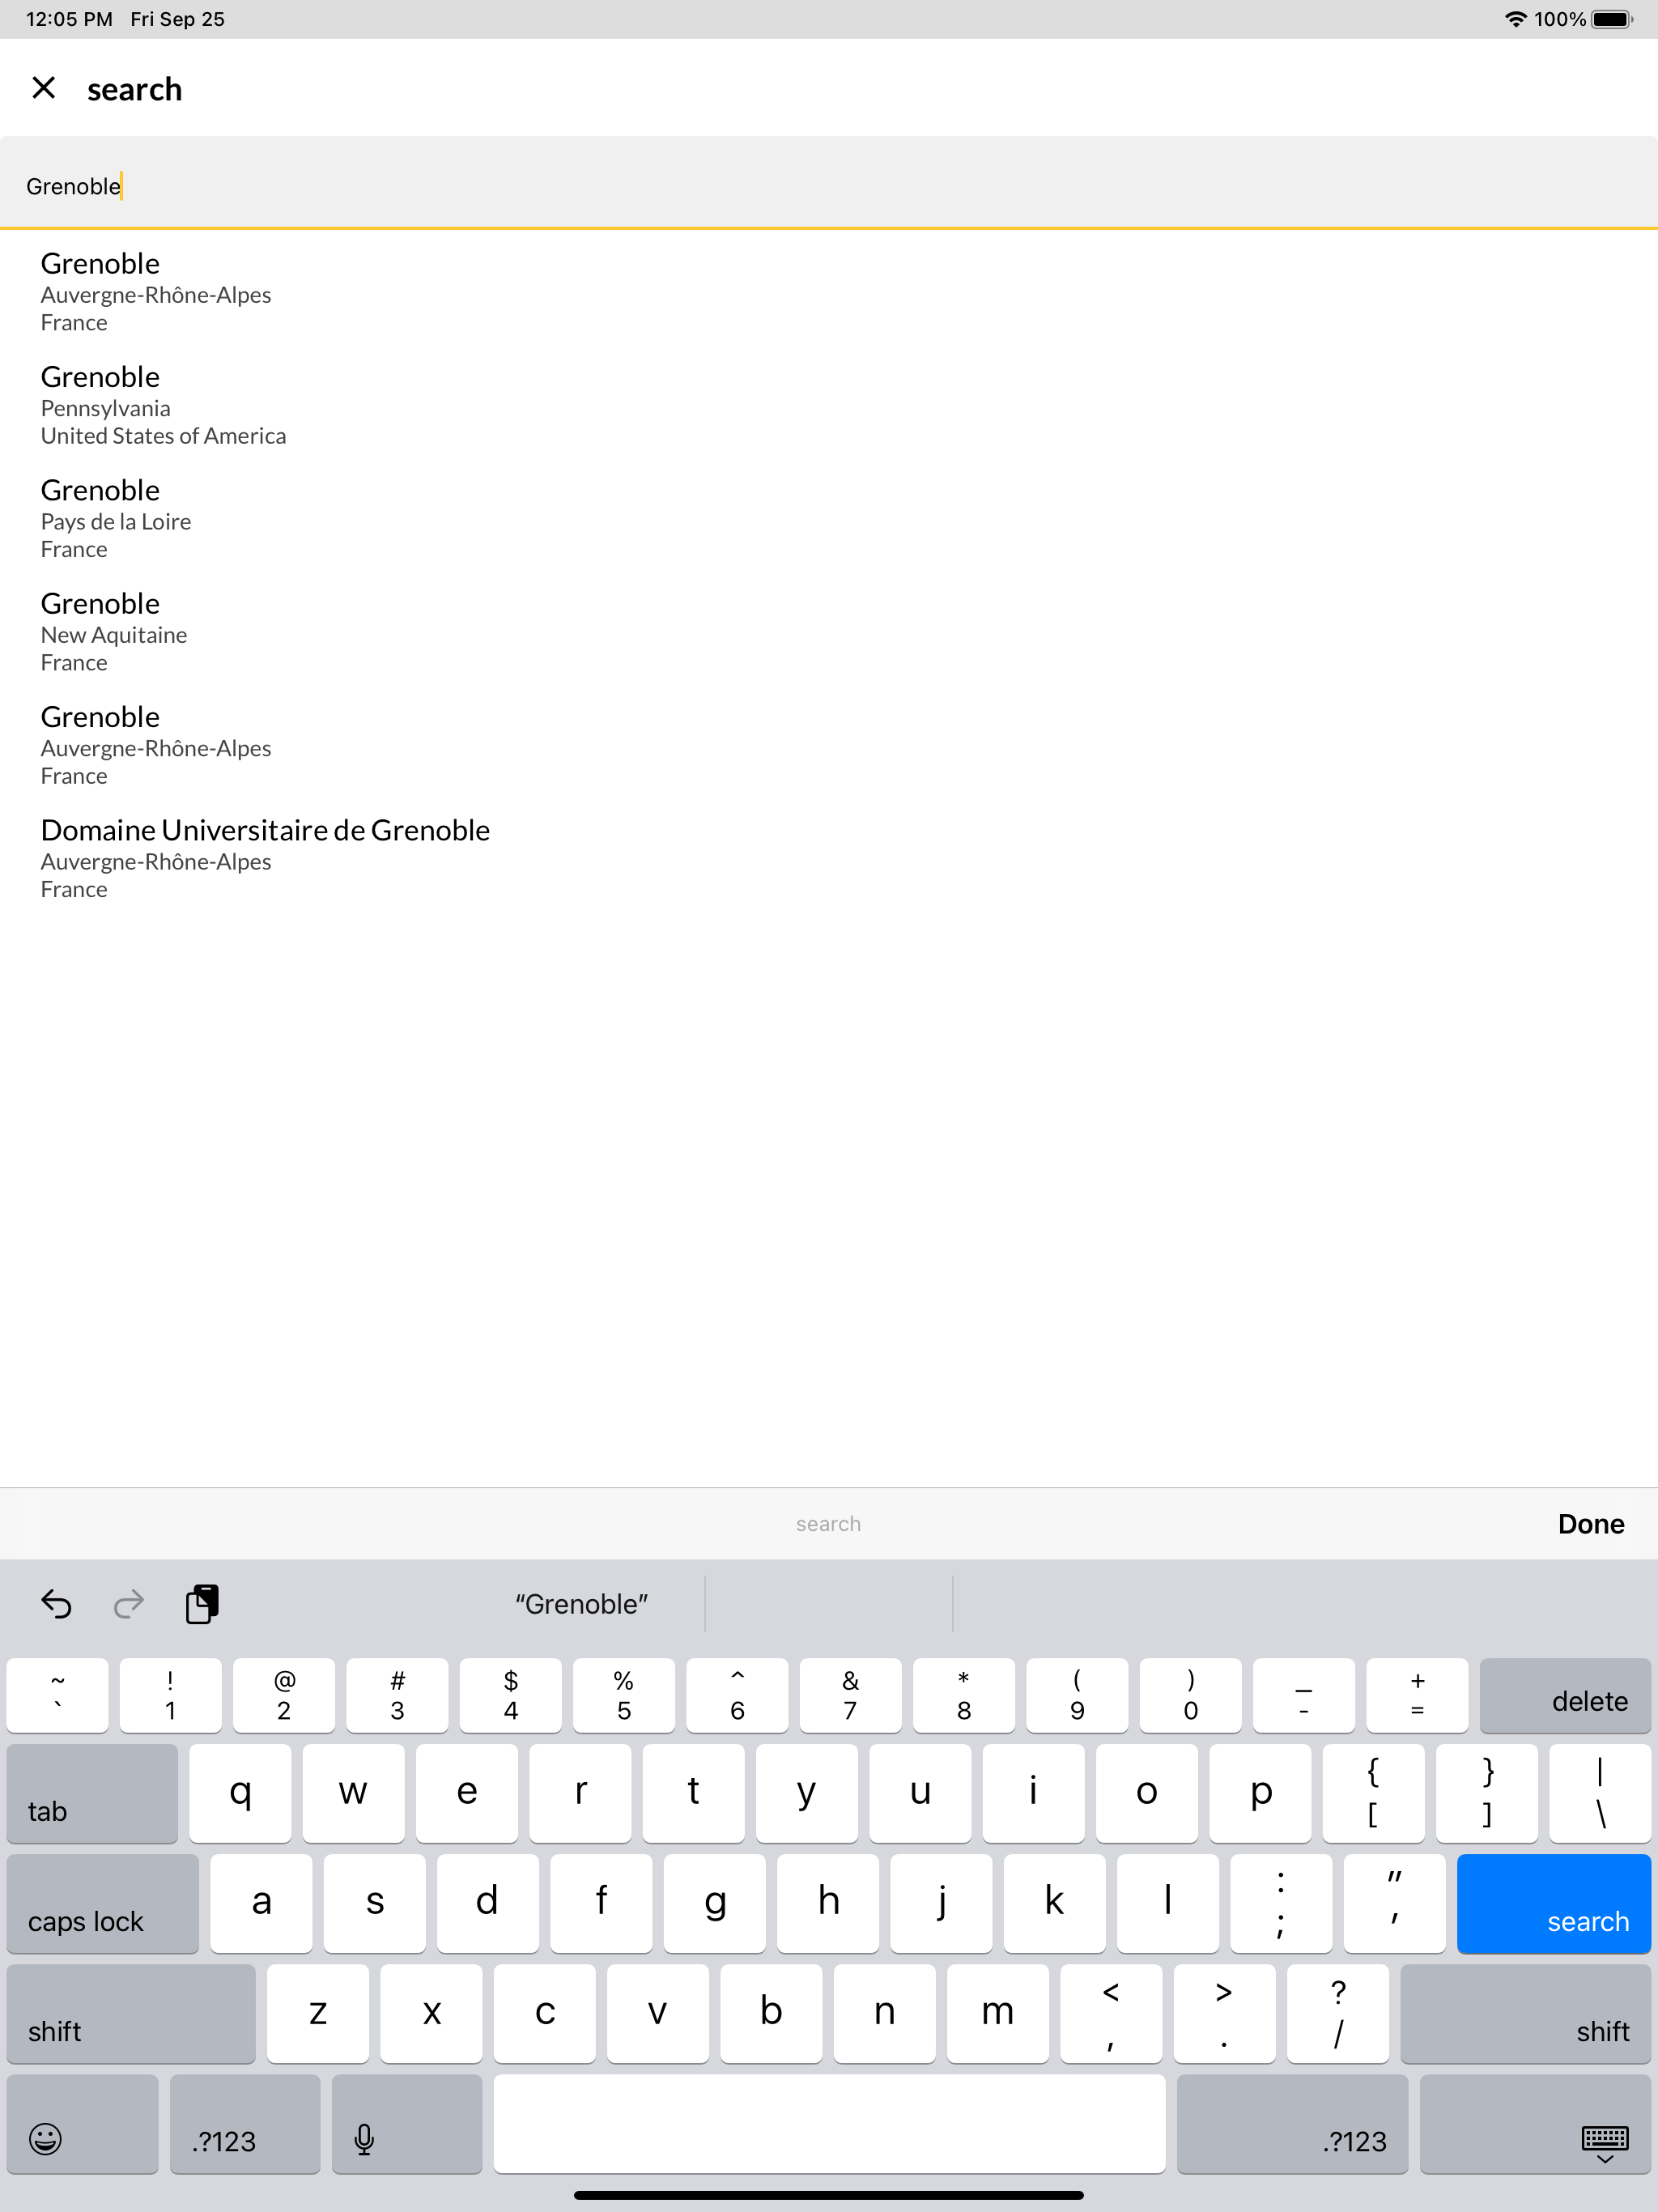 12:05 PM Fri Sep 25 100%
search
Grenoble
Grenoble
Auvergne-Rhône-Alpes
France
Grenoble
Pennsylvania
United States of America
Grenoble
Pays de la Loire
France
Grenoble
New Aquitaine
France
Grenoble
Auvergne-Rhône-Alpes
France
Domaine Universitaire de Grenoble
Auvergne-Rhône-Alpes
France
search Done
“Grenoble”
~ ! @ # $ % ^ & * ( ) _ +
` 1 2 3 4 5 6 7 8 9 0 - = delete
tab q w e r t y u i o p { [ } ] | \
caps lock a s d f g h j k l : ; " ' search
shift z x c v b n m < , > . ? / shift
.?123 .?123